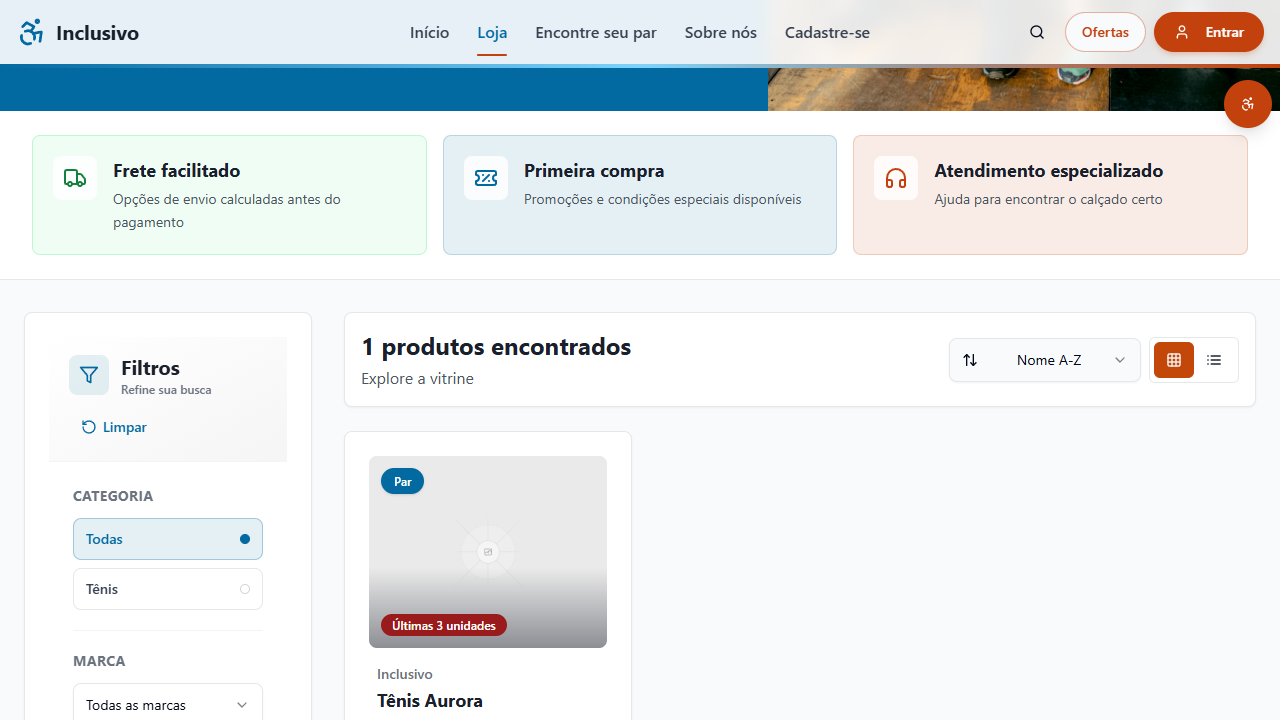 Inclusivo
Início
Loja
Encontre seu par
Sobre nós
Cadastre-se
Ofertas
Entrar
Frete facilitado
Opções de envio calculadas antes do
pagamento
Primeira compra
Promoções e condições especiais disponíveis
Atendimento especializado
Ajuda para encontrar o calçado certo
Filtros
Refine sua busca
Limpar
CATEGORIA
Todas
Tênis
MARCA
Todas as marcas
1 produtos encontrados
Explore a vitrine
Nome A-Z
Par
Últimas 3 unidades
Inclusivo
Tênis Aurora